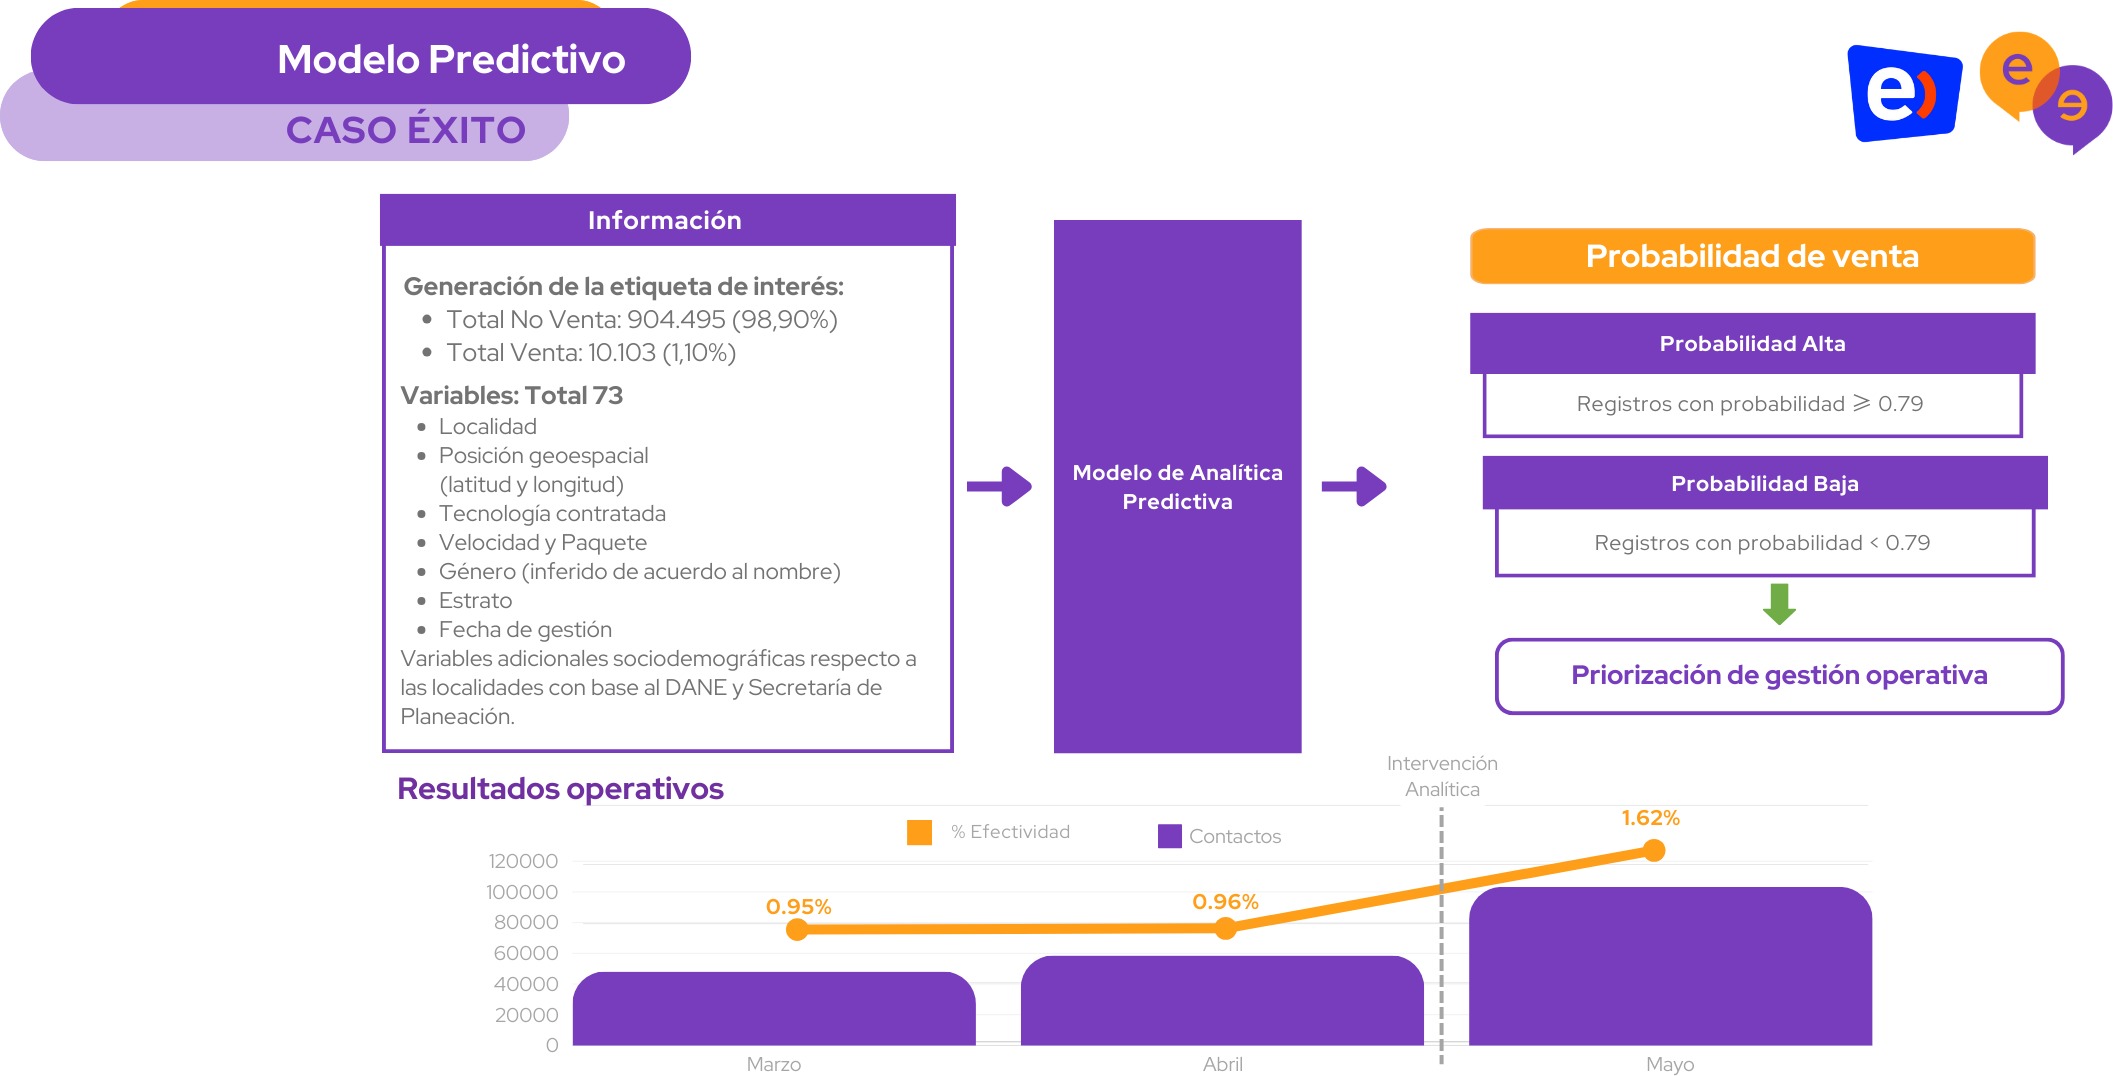 Modelo Predictivo
CASO ÉXITO
e)
e
e
Información
Generación de la etiqueta de interés:
• Total No Venta: 904.495 (98,90%)
• Total Venta: 10.103 (1,10%)
Variables: Total 73
• Localidad
• Posición geoespacial
(latitud y longitud)
• Tecnología contratada
• Velocidad y Paquete
• Género (inferido de acuerdo al nombre)
• Estrato
• Fecha de gestión
Variables adicionales sociodemográficas respecto a
las localidades con base al DANE y Secretaría de
Planeación.
Modelo de Analítica
Predictiva
Probabilidad de venta
Probabilidad Alta
Registros con probabilidad ⩾ 0.79
Probabilidad Baja
Registros con probabilidad < 0.79
Priorización de gestión operativa
Resultados operativos
Intervención
Analítica
% Efectividad
Contactos
120000
100000
80000
60000
40000
20000
0
0.95%
0.96%
1.62%
Marzo
Abril
Mayo